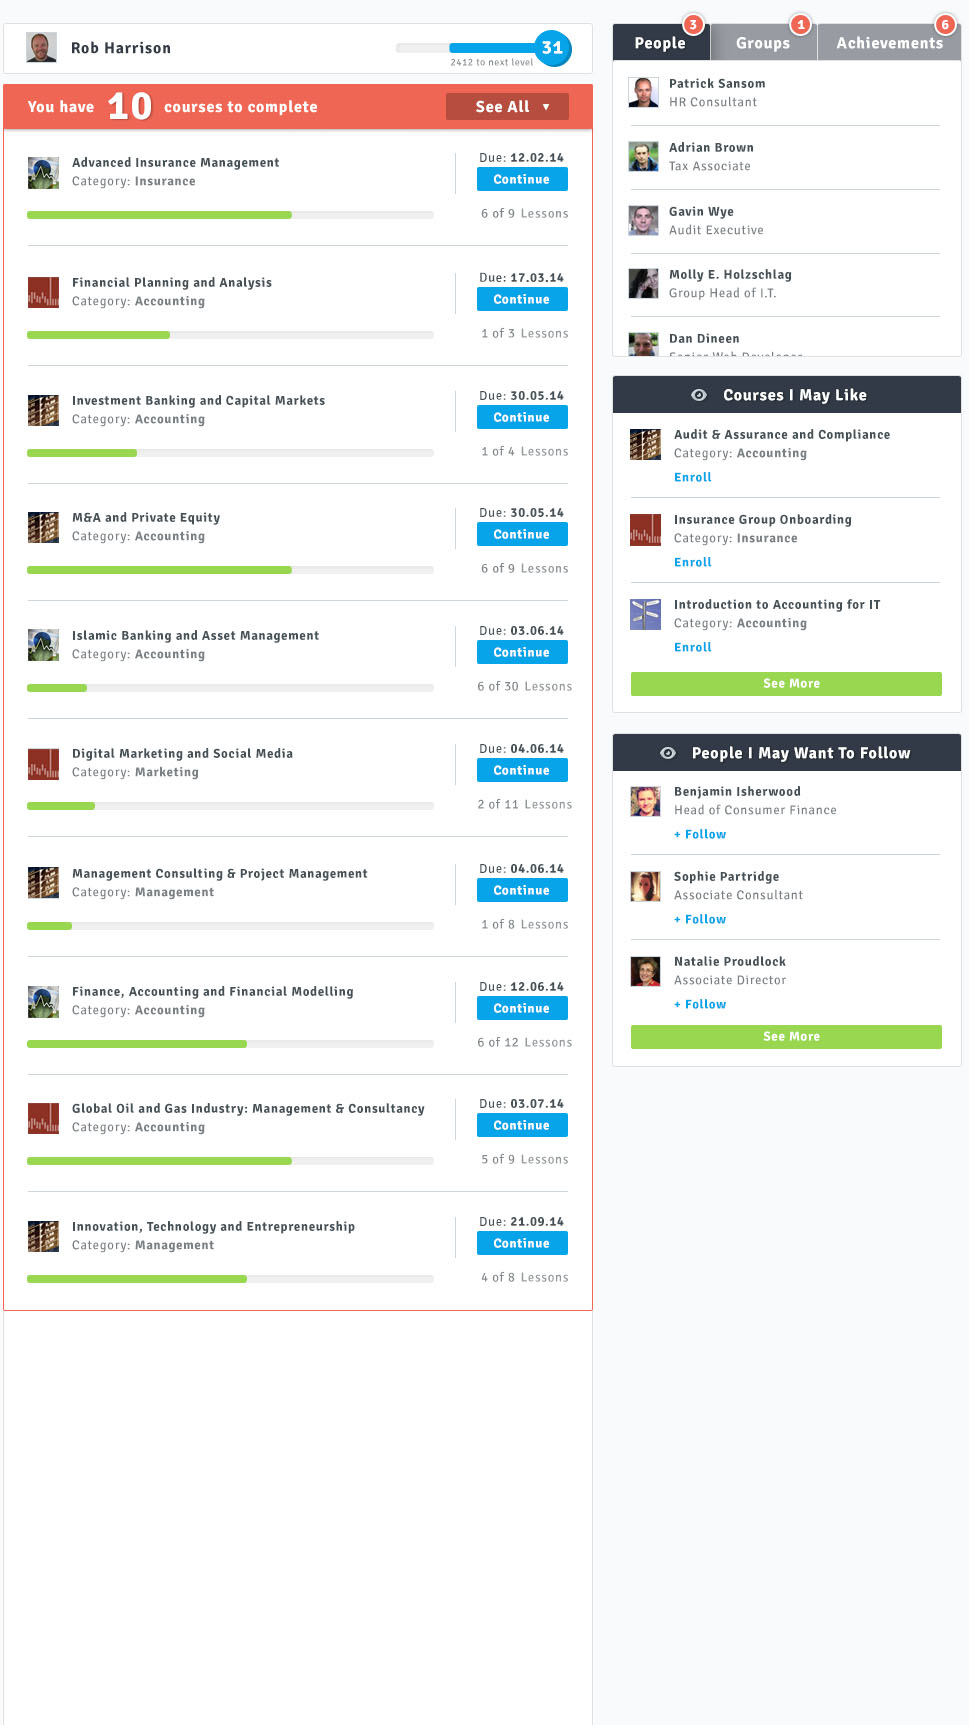 Rob Harrison
31
2412 to next level
You have 10 courses to complete
See All ▼
Advanced Insurance Management
Category: Insurance
Due: 12.02.14
Continue
6 of 9 Lessons
Financial Planning and Analysis
Category: Accounting
Due: 17.03.14
Continue
1 of 3 Lessons
Investment Banking and Capital Markets
Category: Accounting
Due: 30.05.14
Continue
1 of 4 Lessons
M&A and Private Equity
Category: Accounting
Due: 30.05.14
Continue
6 of 9 Lessons
Islamic Banking and Asset Management
Category: Accounting
Due: 03.06.14
Continue
6 of 30 Lessons
Digital Marketing and Social Media
Category: Marketing
Due: 04.06.14
Continue
2 of 11 Lessons
Management Consulting & Project Management
Category: Management
Due: 04.06.14
Continue
1 of 8 Lessons
Finance, Accounting and Financial Modelling
Category: Accounting
Due: 12.06.14
Continue
6 of 12 Lessons
Global Oil and Gas Industry: Management & Consultancy
Category: Accounting
Due: 03.07.14
Continue
5 of 9 Lessons
Innovation, Technology and Entrepreneurship
Category: Management
Due: 21.09.14
Continue
4 of 8 Lessons
3 1 6
People Groups Achievements
Patrick Sansom
HR Consultant
Adrian Brown
Tax Associate
Gavin Wye
Audit Executive
Molly E. Holzschlag
Group Head of I.T.
Dan Dineen
Senior Web Developer
Courses I May Like
Audit & Assurance and Compliance
Category: Accounting
Enroll
Insurance Group Onboarding
Category: Insurance
Enroll
Introduction to Accounting for IT
Category: Accounting
Enroll
See More
People I May Want To Follow
Benjamin Isherwood
Head of Consumer Finance
+ Follow
Sophie Partridge
Associate Consultant
+ Follow
Natalie Proudlock
Associate Director
+ Follow
See More